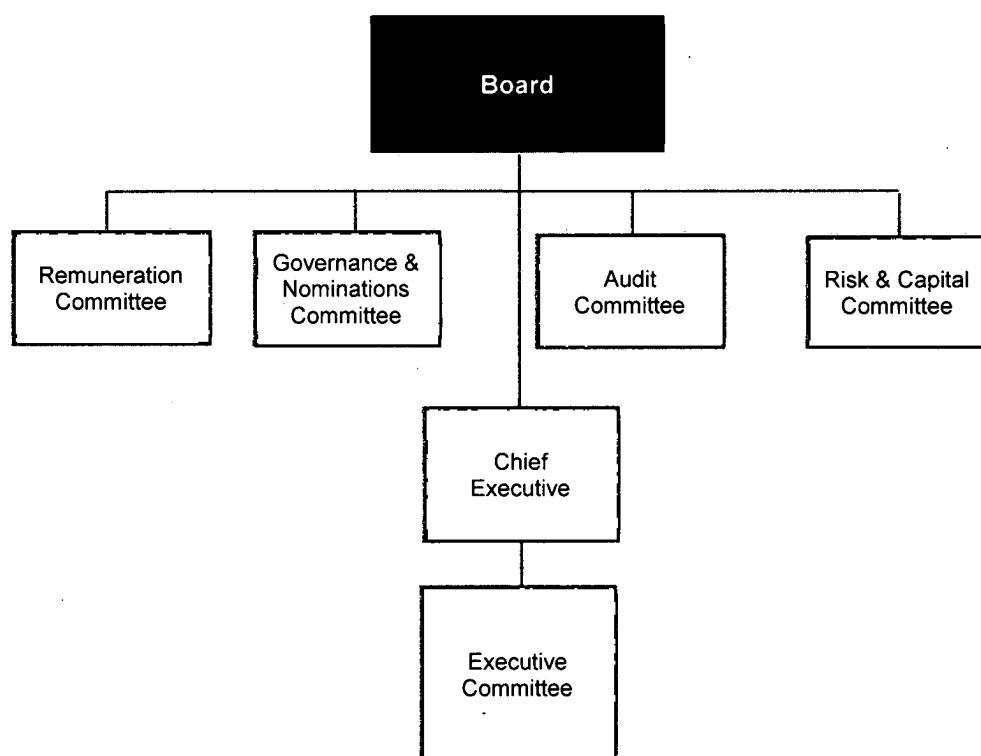 Board
Remuneration
Committee
Governance &
Nominations
Committee
Audit
Committee
Risk & Capital
Committee
Chief
Executive
Executive
Committee